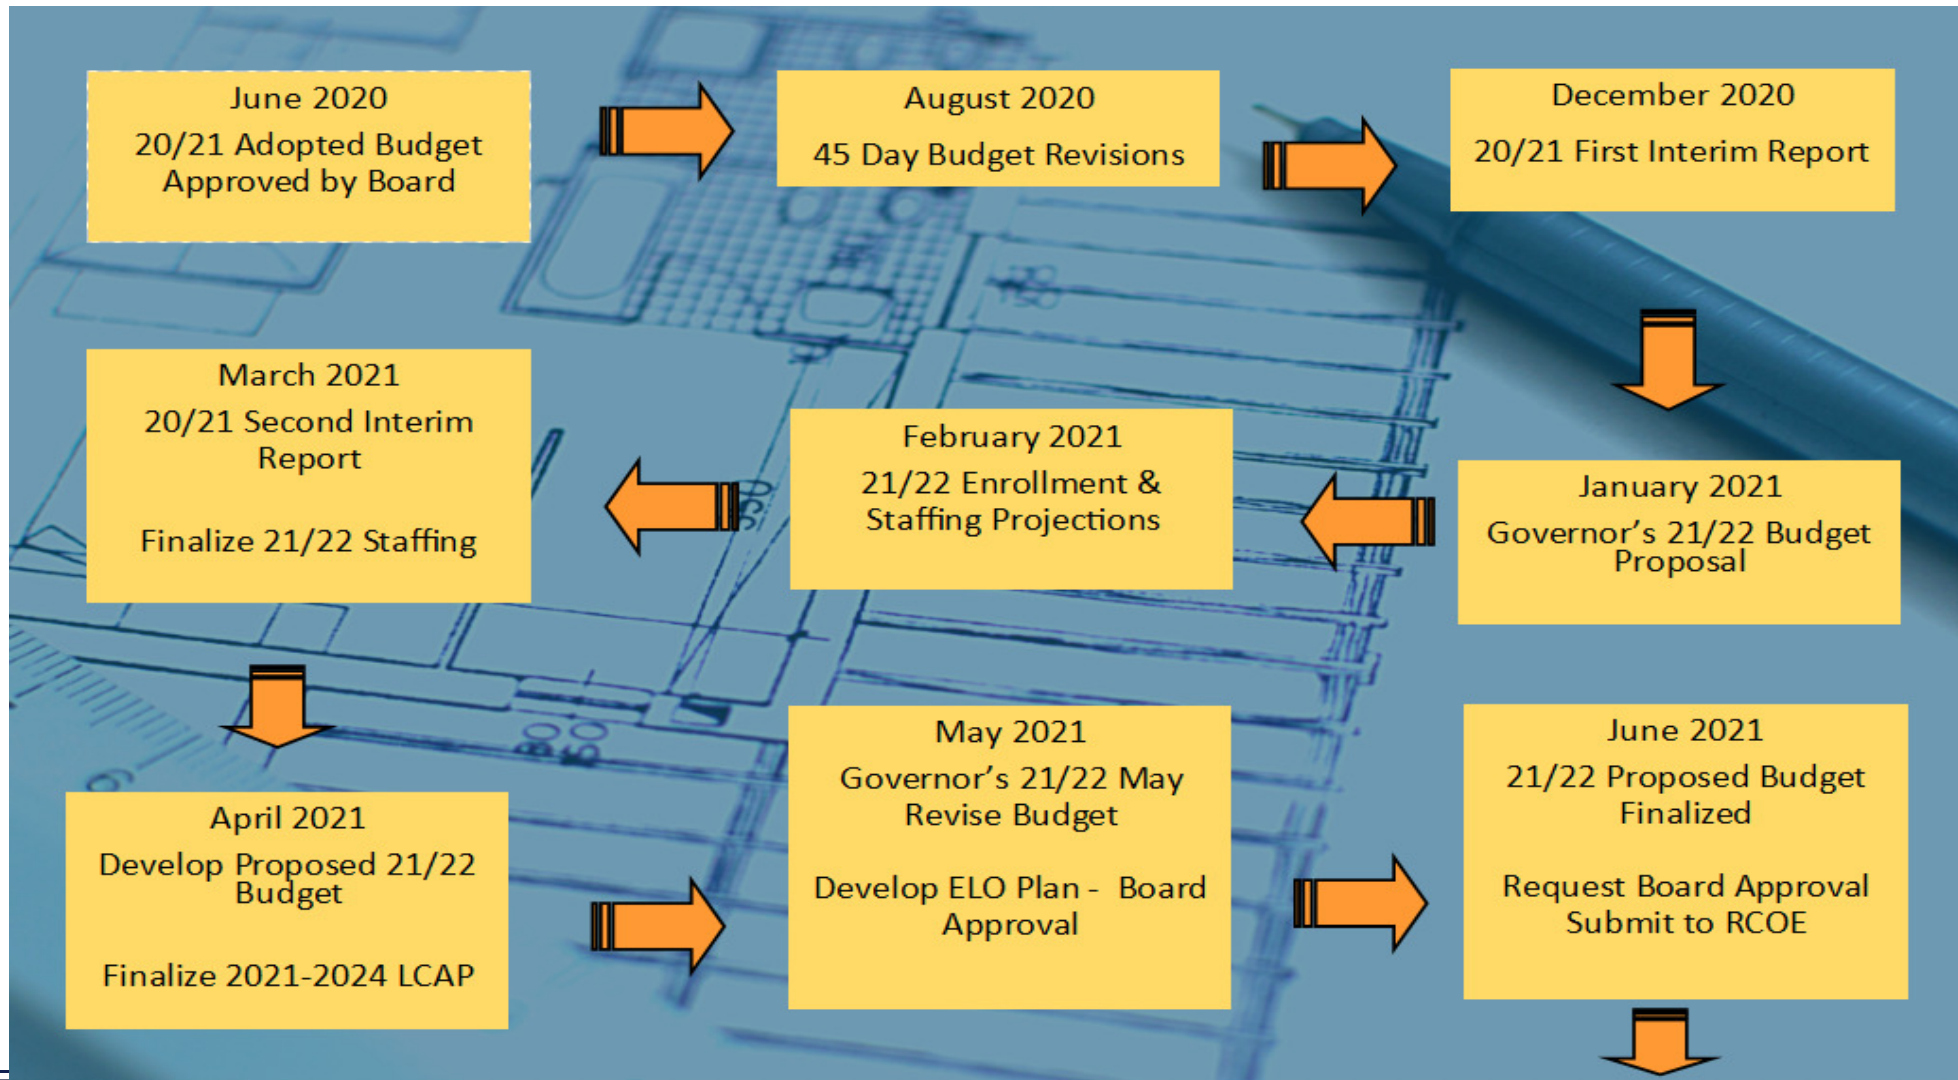 June 2020
20/21 Adopted Budget
Approved by Board
August 2020
45 Day Budget Revisions
December 2020
20/21 First Interim Report
January 2021
Governor’s 21/22 Budget
Proposal
February 2021
21/22 Enrollment &
Staffing Projections
March 2021
20/21 Second Interim
Report
Finalize 21/22 Staffing
April 2021
Develop Proposed 21/22
Budget
Finalize 2021-2024 LCAP
May 2021
Governor’s 21/22 May
Revise Budget
Develop ELO Plan - Board
Approval
June 2021
21/22 Proposed Budget
Finalized
Request Board Approval
Submit to RCOE